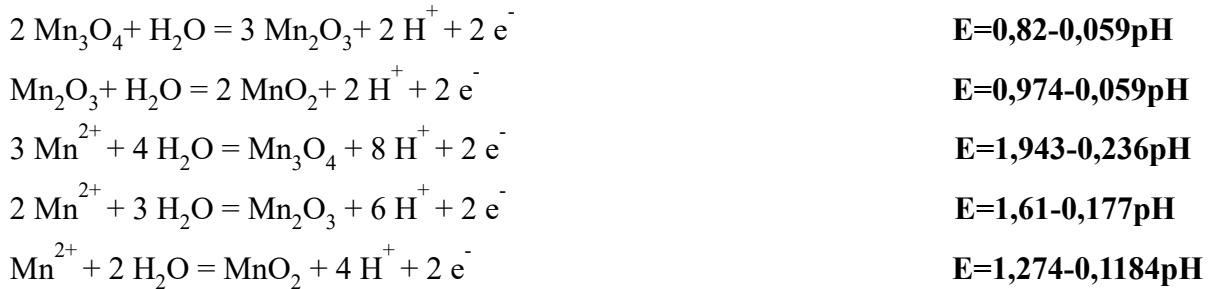 2 Mn₃O₄+ H₂O = 3 Mn₂O₃+ 2 H⁺ + 2 e⁻ E=0,82-0,059pH
Mn₂O₃+ H₂O = 2 MnO₂+ 2 H⁺ + 2 e⁻ E=0,974-0,059pH
3 Mn²⁺ + 4 H₂O = Mn₃O₄ + 8 H⁺ + 2 e⁻ E=1,943-0,236pH
2 Mn²⁺ + 3 H₂O = Mn₂O₃ + 6 H⁺ + 2 e⁻ E=1,61-0,177pH
Mn²⁺ + 2 H₂O = MnO₂ + 4 H⁺ + 2 e⁻ E=1,274-0,1184pH